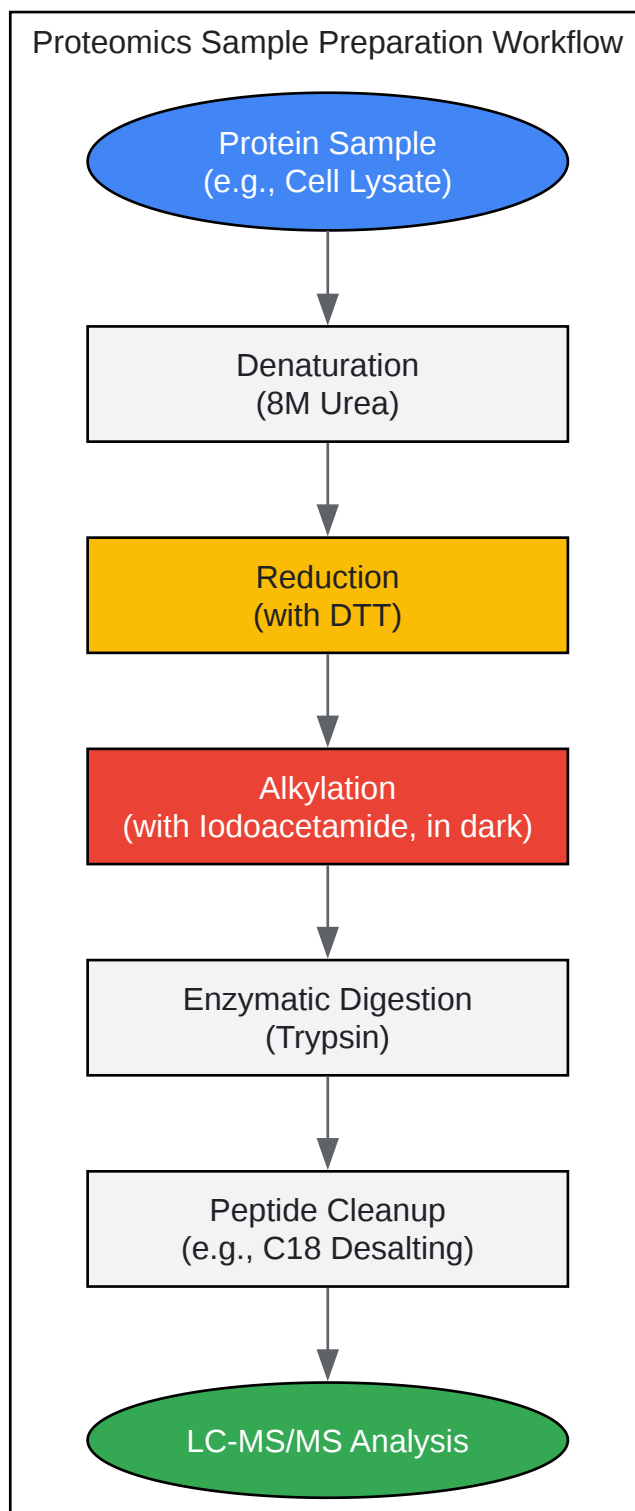 Proteomics Sample Preparation Workflow
Protein Sample
(e.g., Cell Lysate)
Denaturation
(8M Urea)
Reduction
(with DTT)
Alkylation
(with Iodoacetamide, in dark)
Enzymatic Digestion
(Trypsin)
Peptide Cleanup
(e.g., C18 Desalting)
LC-MS/MS Analysis